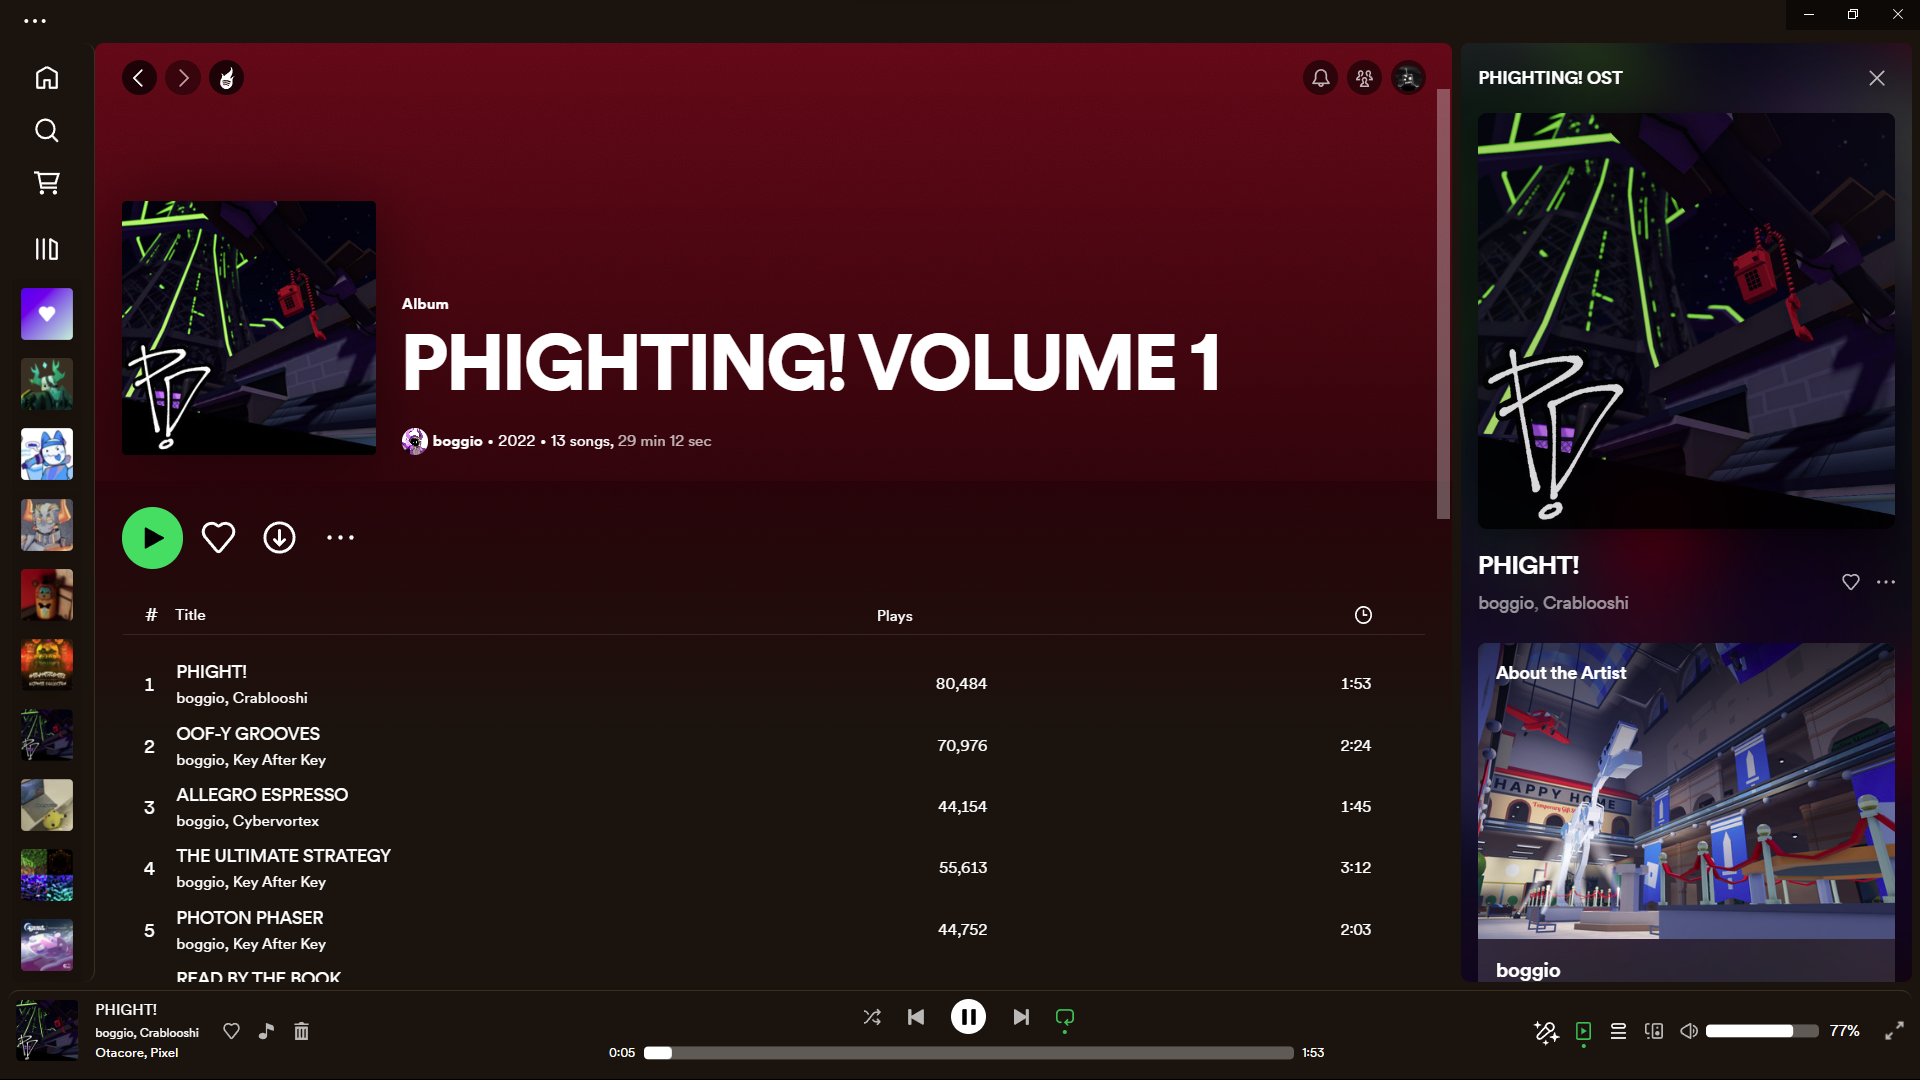 Album
PHIGHTING! VOLUME 1
boggio • 2022 • 13 songs, 29 min 12 sec
# Title Plays
1 PHIGHT! 80,484 1:53
boggio, Crablooshi
2 OOF-Y GROOVES 70,976 2:24
boggio, Key After Key
3 ALLEGRO ESPRESSO 44,154 1:45
boggio, Cybervortex
4 THE ULTIMATE STRATEGY 55,613 3:12
boggio, Key After Key
5 PHOTON PHASER 44,752 2:03
boggio, Key After Key
READ BY THE BOOK
PHIGHTING! OST
PHIGHT!
boggio, Crablooshi
About the Artist
HAPPY HOME
boggio
PHIGHT!
boggio, Crablooshi
Otacore, Pixel
0:05 1:53
77%